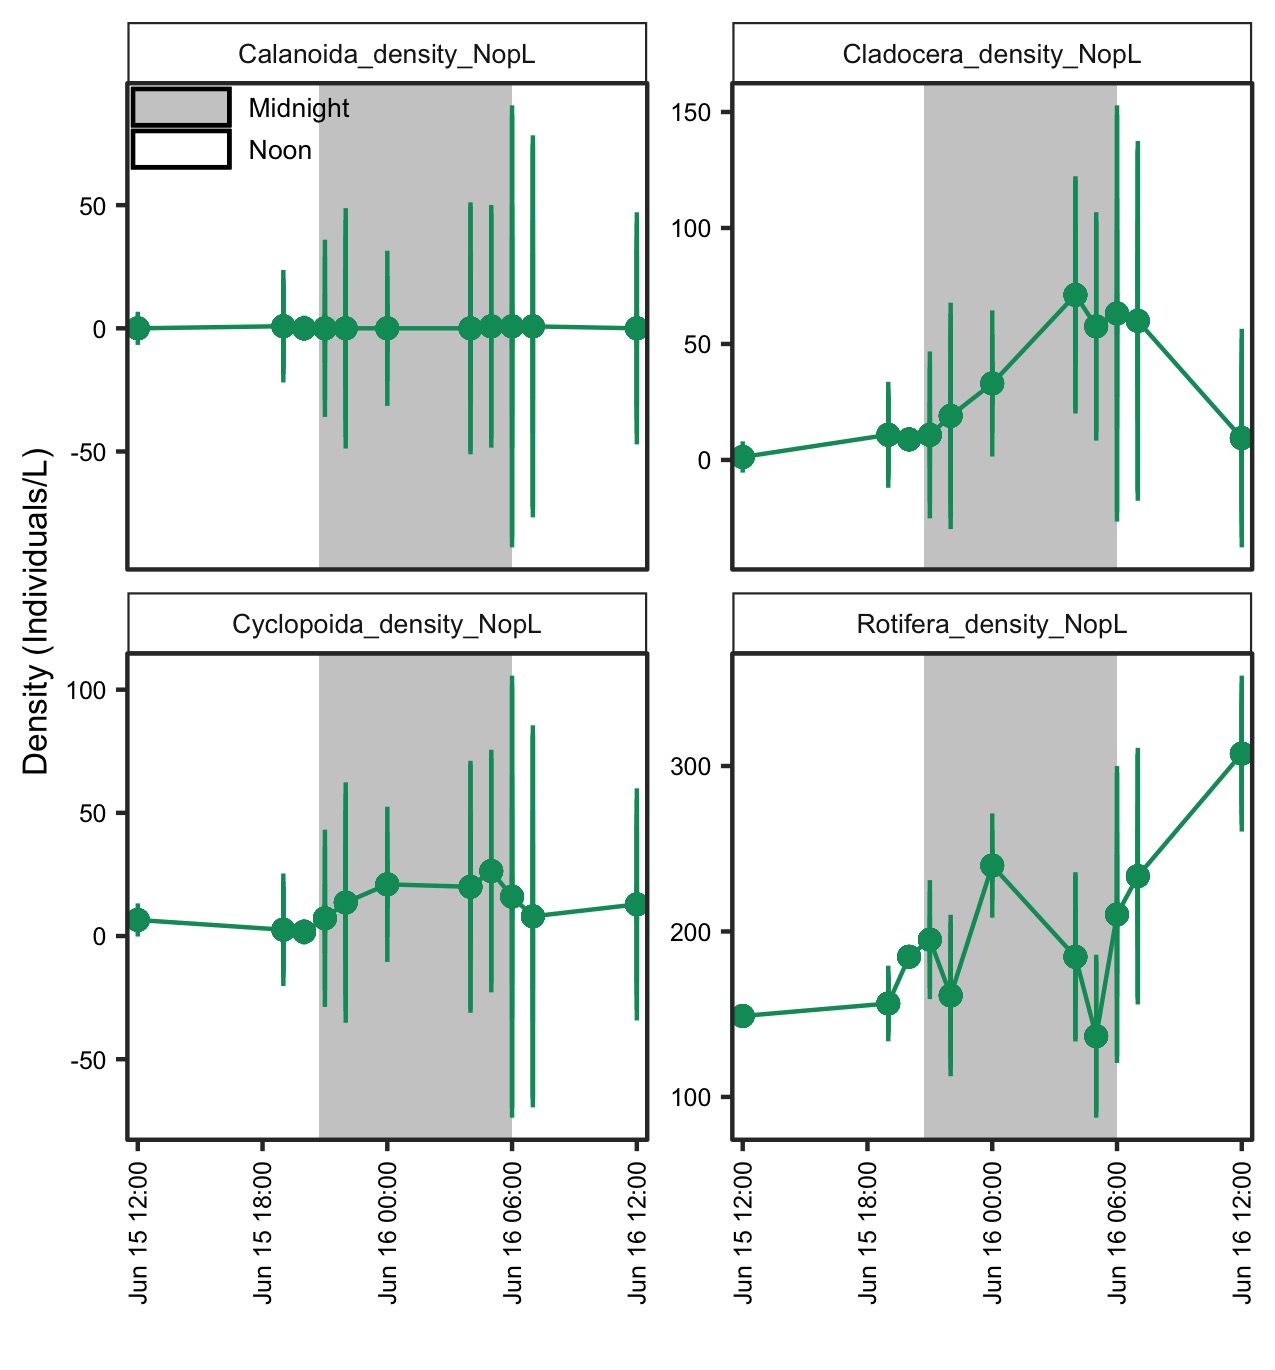 Calanoida_density_NopL
Cladocera_density_NopL
Midnight
Noon
50
0
-50
150
100
50
0
Density (Individuals/L)
Cyclopoida_density_NopL
Rotifera_density_NopL
100
50
0
-50
300
200
100
Jun 15 12:00
Jun 15 18:00
Jun 16 00:00
Jun 16 06:00
Jun 16 12:00
Jun 15 12:00
Jun 15 18:00
Jun 16 00:00
Jun 16 06:00
Jun 16 12:00